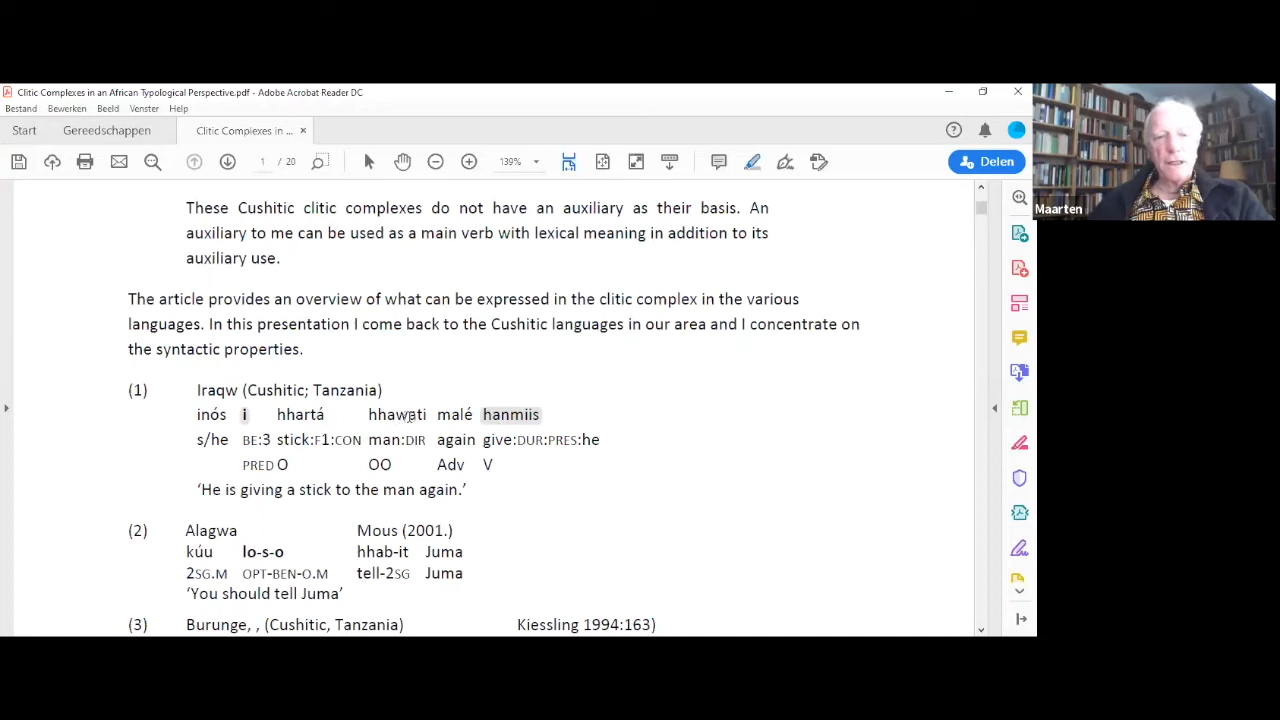 Clitic Complexes in an African Typological Perspective.pdf - Adobe Acrobat Reader DC
Bestand Bewerken Beeld Venster Help
Start Gereedschappen Clitic Complexes in ... ×
1 / 20 139% Delen
Maarten
These Cushitic clitic complexes do not have an auxiliary as their basis. An
auxiliary to me can be used as a main verb with lexical meaning in addition to its
auxiliary use.
The article provides an overview of what can be expressed in the clitic complex in the various
languages. In this presentation I come back to the Cushitic languages in our area and I concentrate on
the syntactic properties.
(1) Iraqw (Cushitic; Tanzania)
inós i hhartá hhawati malé hanmiis
s/he BE:3 stick:F1:CON man:DIR again give:DUR:PRES:he
PRED O OO Adv V
‘He is giving a stick to the man again.’
(2) Alagwa Mous (2001.)
kúu lo-s-o hhab-it Juma
2SG.M OPT-BEN-O.M tell-2SG Juma
‘You should tell Juma’
(3) Burunge, , (Cushitic, Tanzania) Kiessling 1994:163)